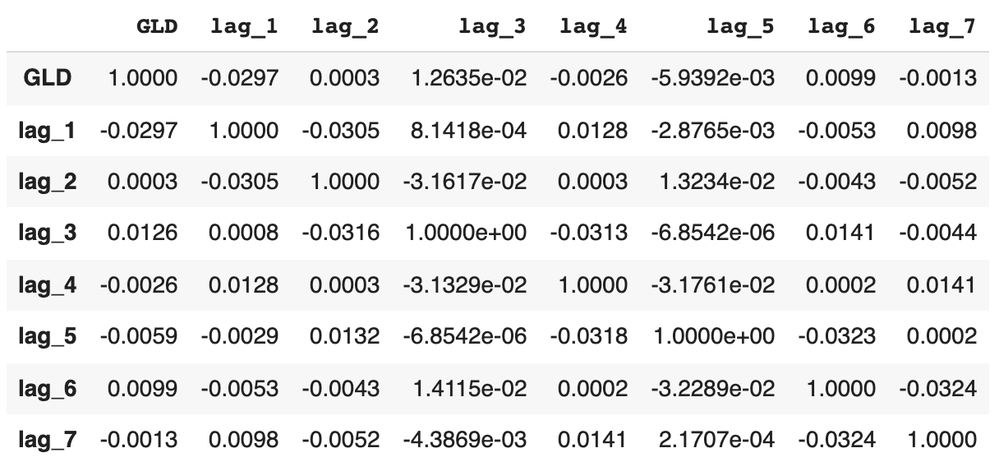 GLD lag_1 lag_2 lag_3 lag_4 lag_5 lag_6 lag_7
GLD 1.0000 -0.0297 0.0003 1.2635e-02 -0.0026 -5.9392e-03 0.0099 -0.0013
lag_1 -0.0297 1.0000 -0.0305 8.1418e-04 0.0128 -2.8765e-03 -0.0053 0.0098
lag_2 0.0003 -0.0305 1.0000 -3.1617e-02 0.0003 1.3234e-02 -0.0043 -0.0052
lag_3 0.0126 0.0008 -0.0316 1.0000e+00 -0.0313 -6.8542e-06 0.0141 -0.0044
lag_4 -0.0026 0.0128 0.0003 -3.1329e-02 1.0000 -3.1761e-02 0.0002 0.0141
lag_5 -0.0059 -0.0029 0.0132 -6.8542e-06 -0.0318 1.0000e+00 -0.0323 0.0002
lag_6 0.0099 -0.0053 -0.0043 1.4115e-02 0.0002 -3.2289e-02 1.0000 -0.0324
lag_7 -0.0013 0.0098 -0.0052 -4.3869e-03 0.0141 2.1707e-04 -0.0324 1.0000